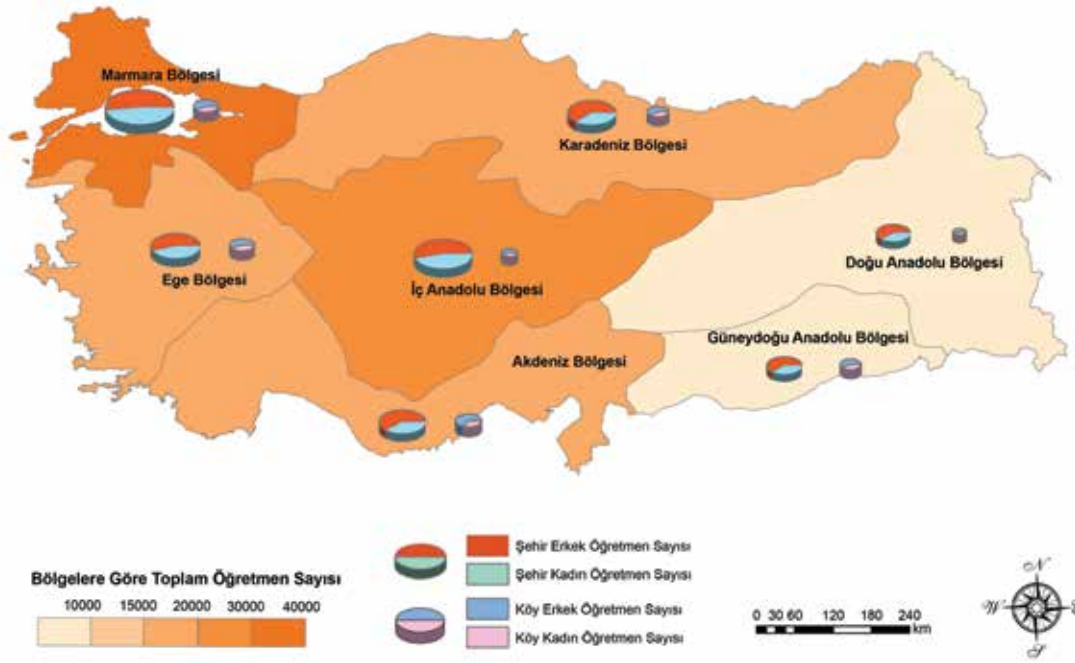 Marmara Bölgesi
Karadeniz Bölgesi
Ege Bölgesi
İç Anadolu Bölgesi
Doğu Anadolu Bölgesi
Güneydoğu Anadolu Bölgesi
Akdeniz Bölgesi
Bölgelere Göre Toplam Öğretmen Sayısı
10000 15000 20000 30000 40000
Şehir Erkek Öğretmen Sayısı
Şehir Kadın Öğretmen Sayısı
Köy Erkek Öğretmen Sayısı
Köy Kadın Öğretmen Sayısı
0 30 60 120 180 240
km
N
W E
S